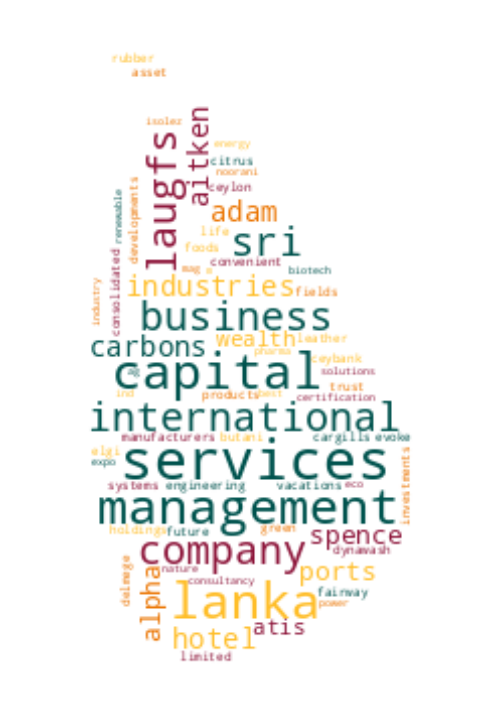 rubber
asset
isolez
laugfs
aitken
energy
citrus
noorani
ceylon
renewable
developments
adam
life
sri
foods
convenient
consolidated
mag
e
biotech
industry
industries
fields
business
carbons
wealth
leather
pharma
ceybank
capital
ag
solutions
trust
ind
products
best
certification
international
manufacturers
butani
cargills
evoke
elgi
expo
services
investments
systems
engineering
vacations
eco
management
holdings
future
green
spence
company
dynawash
delmege
alpha
nature
consultancy
ports
lanka
fairway
power
atis
hotel
limited